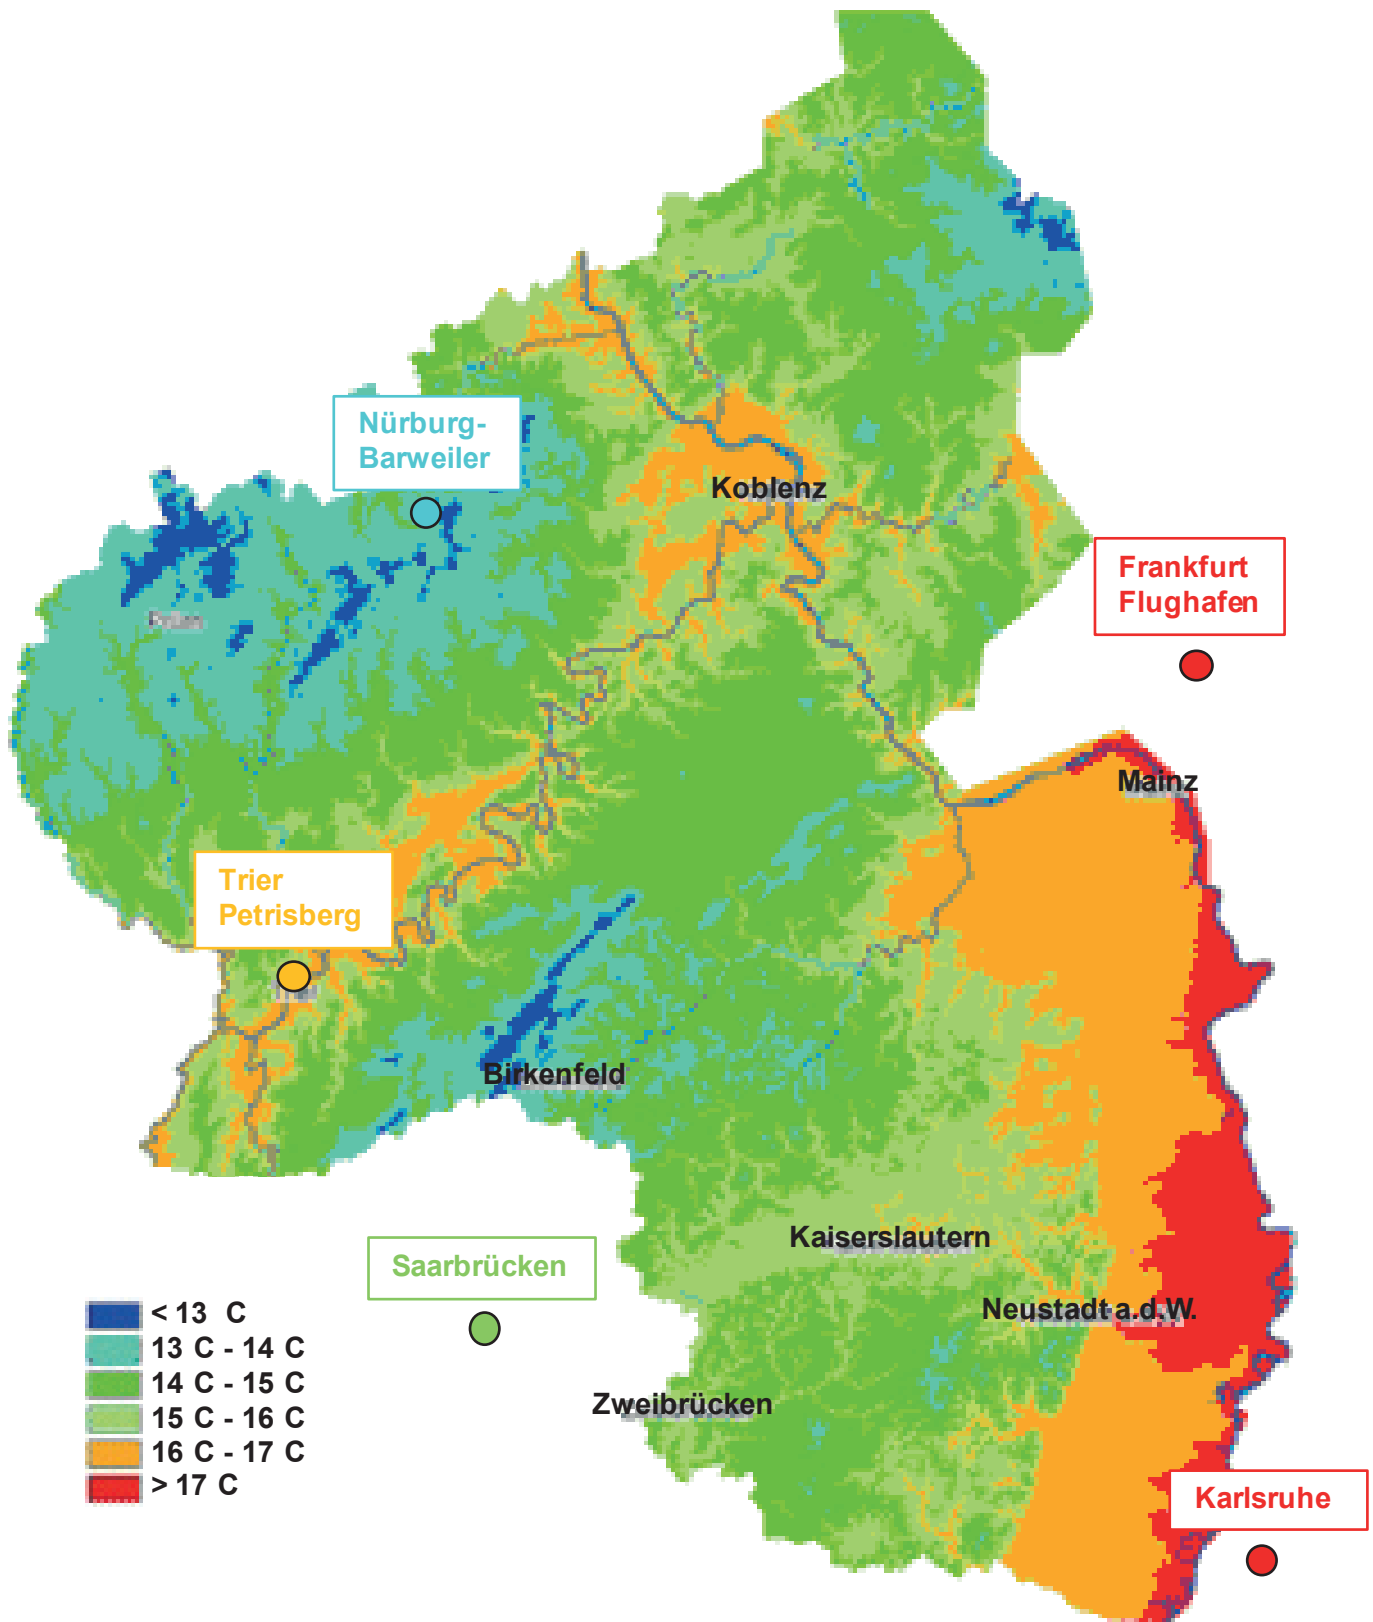 Nürburg-
Barweiler
Koblenz
Frankfurt
Flughafen
Mainz
Trier
Petrisberg
Birkenfeld
Kaiserslautern
Saarbrücken
Neustadt a.d.W.
Zweibrücken
< 13 C
13 C - 14 C
14 C - 15 C
15 C - 16 C
16 C - 17 C
> 17 C
Karlsruhe